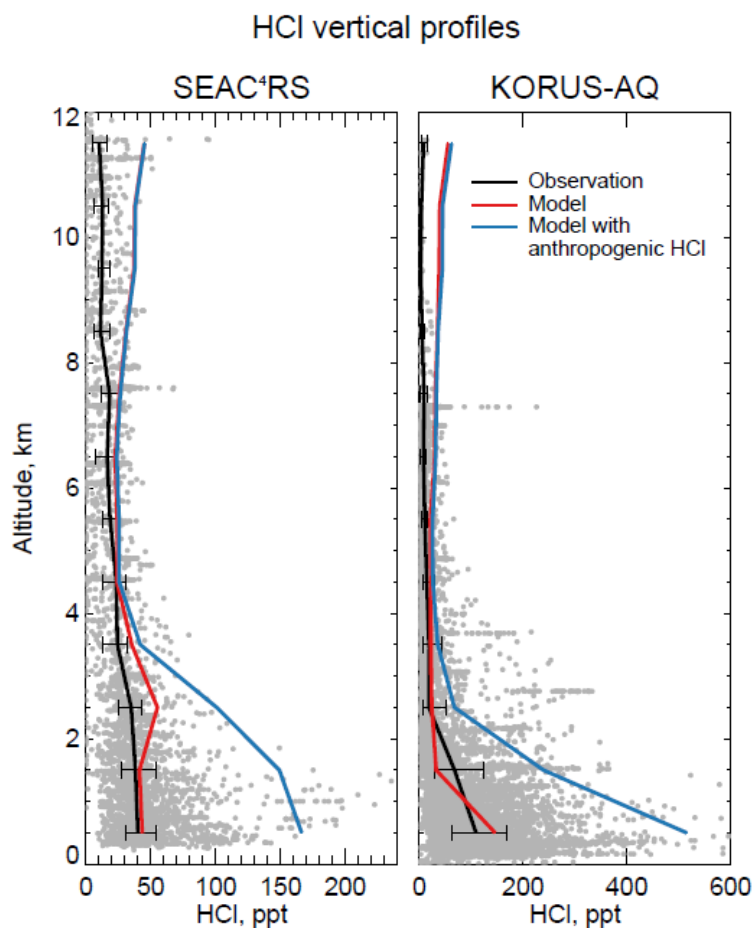 HCl vertical profiles
SEAC⁴RS
KORUS-AQ
12
10
8
6
4
2
0
Altitude, km
Observation
Model
Model with
anthropogenic HCl
0 50 100 150 200
0 200 400 600
HCl, ppt
HCl, ppt